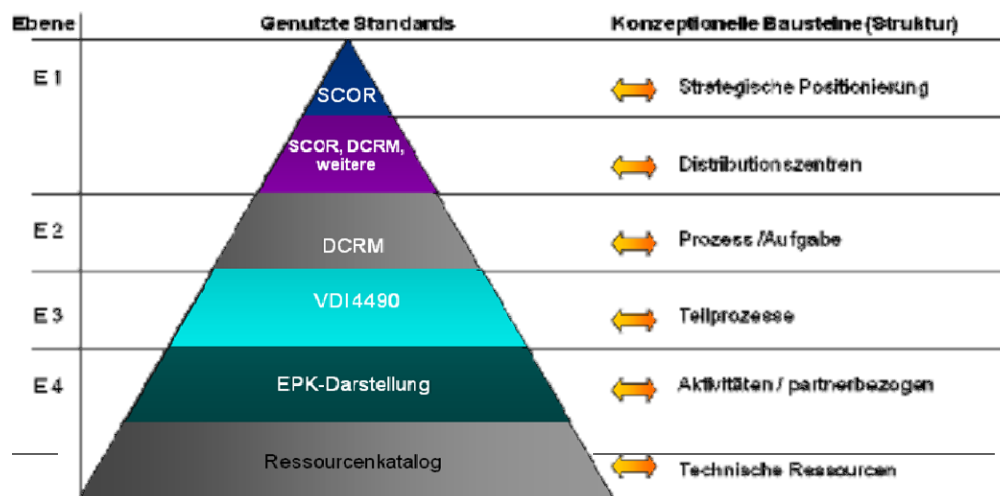 Ebene Genutzte Standards Konzeptionelle Bausteine (Struktur)
E 1 SCOR Strategische Positionierung
SCOR, DCRM,
weitere
Distributionszentren
E 2 DCRM Prozess /Aufgabe
E 3 VDI4490 Teilprozesse
E 4 EPK-Darstellung Aktivitäten / partnerbezogen
Ressourcenkatalog Technische Ressourcen